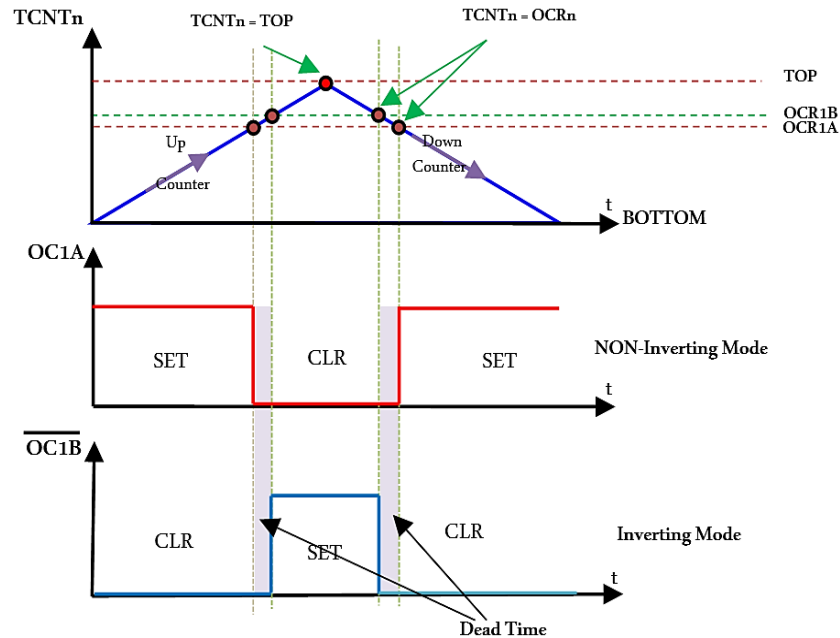 TCNTn
TCNTn = TOP
TCNTn = OCRn
TOP
OCR1B
OCR1A
Up
Counter
Down
Counter
t
BOTTOM
OC1A
SET
CLR
SET
NON-Inverting Mode
t
OC1B
CLR
SET
CLR
Inverting Mode
t
Dead Time